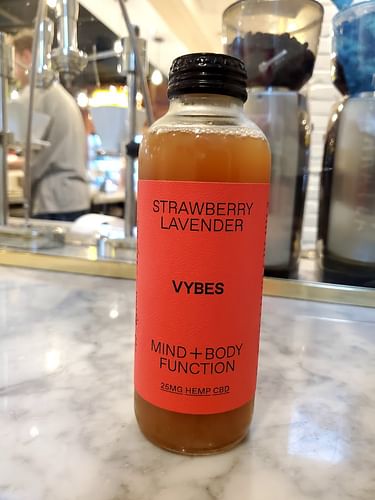 STRAWBERRY
LAVENDER
VYBES
MIND+BODY
FUNCTION
25MG HEMP CBD